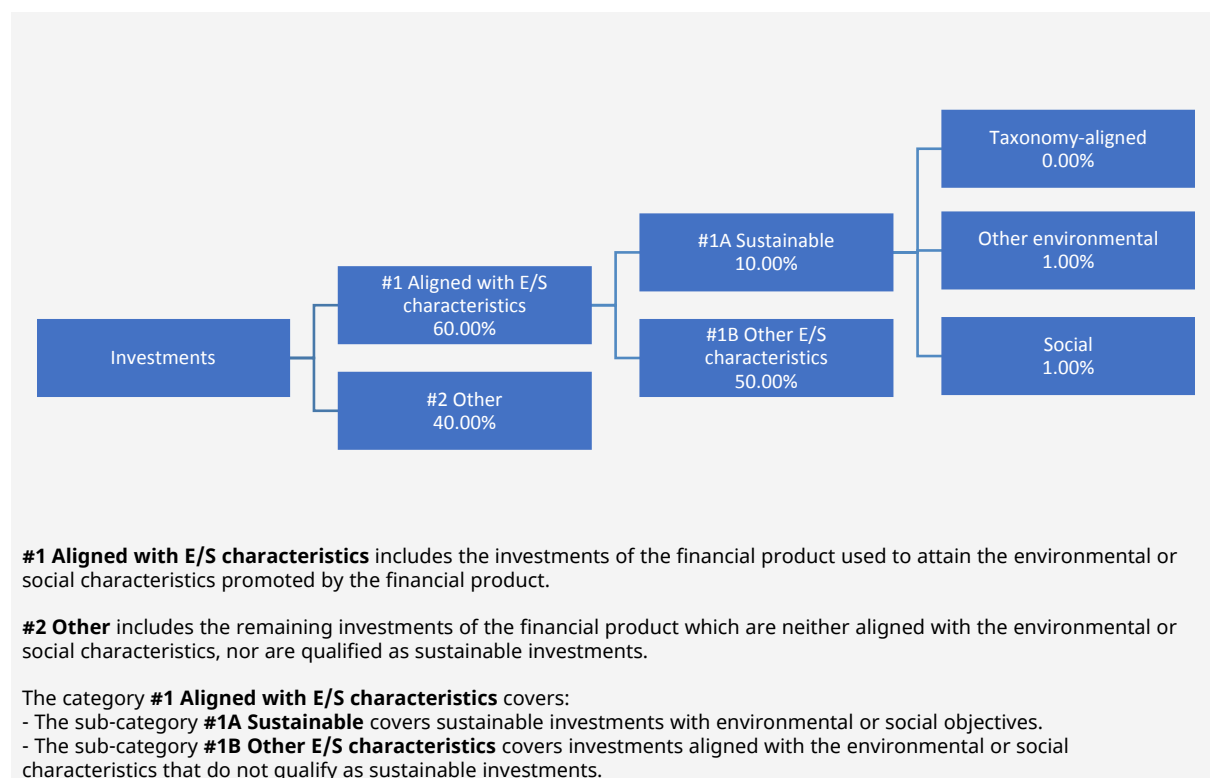 Investments
#1 Aligned with E/S
characteristics
60.00%
#2 Other
40.00%
#1A Sustainable
10.00%
#1B Other E/S
characteristics
50.00%
Taxonomy-aligned
0.00%
Other environmental
1.00%
Social
1.00%
#1 Aligned with E/S characteristics includes the investments of the financial product used to attain the environmental or
social characteristics promoted by the financial product.
#2 Other includes the remaining investments of the financial product which are neither aligned with the environmental or
social characteristics, nor are qualified as sustainable investments.
The category #1 Aligned with E/S characteristics covers:
- The sub-category #1A Sustainable covers sustainable investments with environmental or social objectives.
- The sub-category #1B Other E/S characteristics covers investments aligned with the environmental or social
characteristics that do not qualify as sustainable investments.